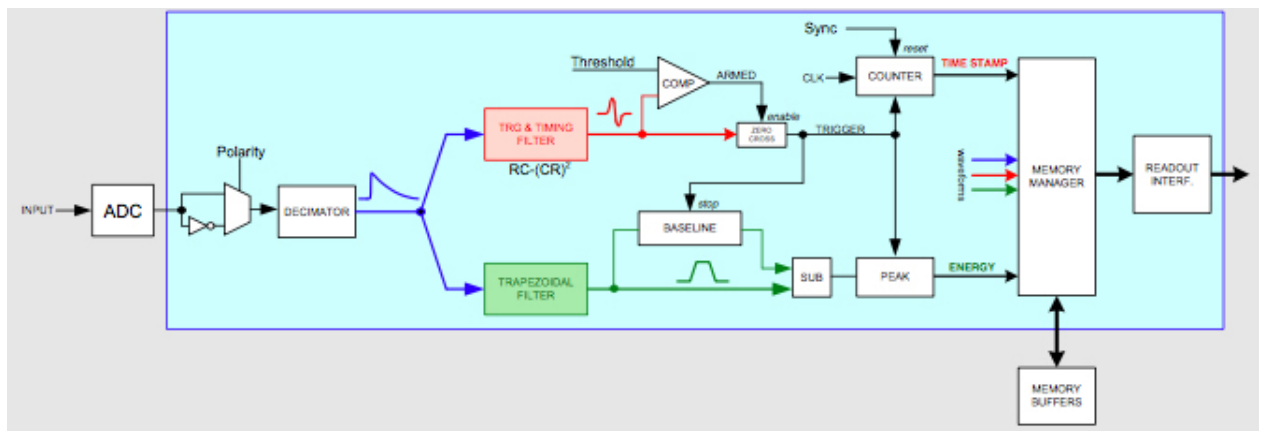 Sync
reset
Threshold
COMP
ARMED
CLK
COUNTER
TIME STAMP
enable
TRG & TIMING
FILTER
ZERO
CROSS
TRIGGER
RC-(CR)²
Polarity
waveforms
MEMORY
MANAGER
READOUT
INTERF.
INPUT
ADC
DECIMATOR
stop
BASELINE
TRAPEZOIDAL
FILTER
SUB
PEAK
ENERGY
MEMORY
BUFFERS